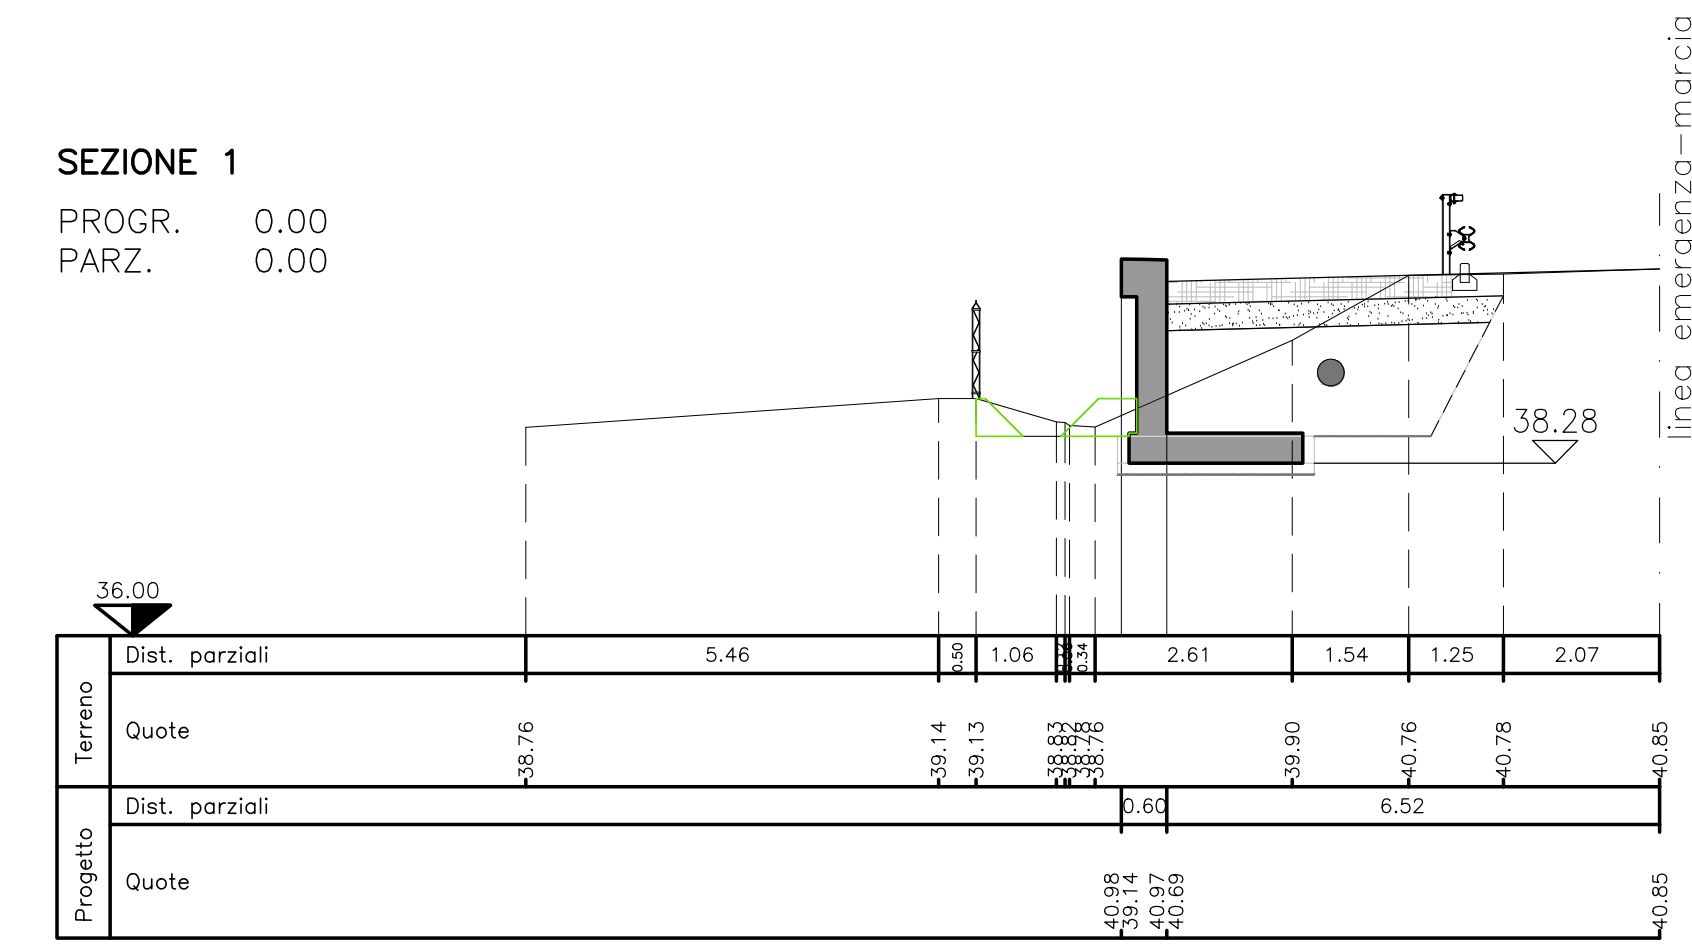 linea emergenza-marcia
SEZIONE 1
PROGR. 0.00
PARZ. 0.00
38.28
36.00
Terreno
Dist. parziali 5.46 0.50 1.06 0.34 2.61 1.54 1.25 2.07
Quote 38.76 39.14 39.13 38.83 38.82 38.78 38.76 39.90 40.76 40.78 40.85
Progetto
Dist. parziali 0.60 6.52
Quote 40.98 39.14 40.97 40.69 40.85